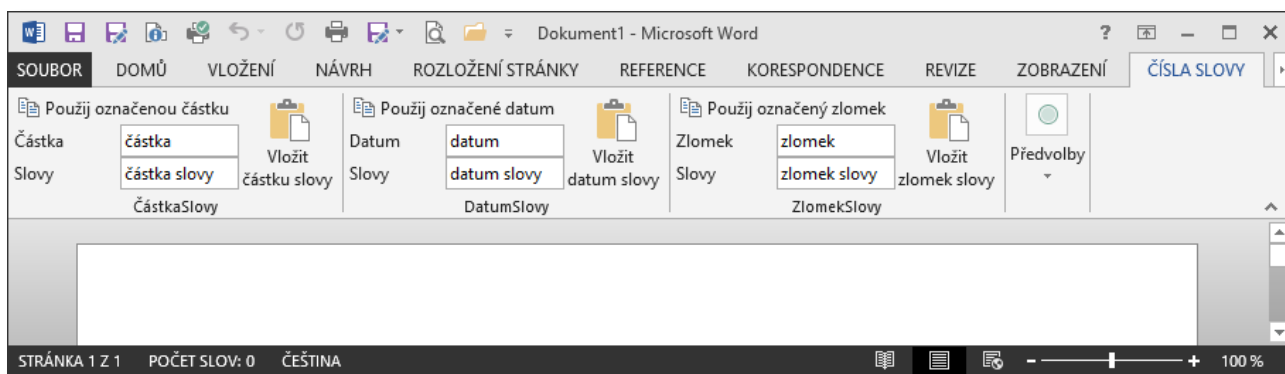 Dokument1 - Microsoft Word
SOUBOR DOMŮ VLOŽENÍ NÁVRH ROZLOŽENÍ STRÁNKY REFERENCE KORESPONDENCE REVIZE ZOBRAZENÍ ČÍSLA SLOVY
Použij označenou částku
Částka částka
Slovy částka slovy
Vložit
částku slovy
ČástkaSlovy
Použij označené datum
Datum datum
Slovy datum slovy
Vložit
datum slovy
DatumSlovy
Použij označený zlomek
Zlomek zlomek
Slovy zlomek slovy
Vložit
zlomek slovy
ZlomekSlovy
Předvolby
STRÁNKA 1 Z 1 POČET SLOV: 0 ČEŠTINA 100 %